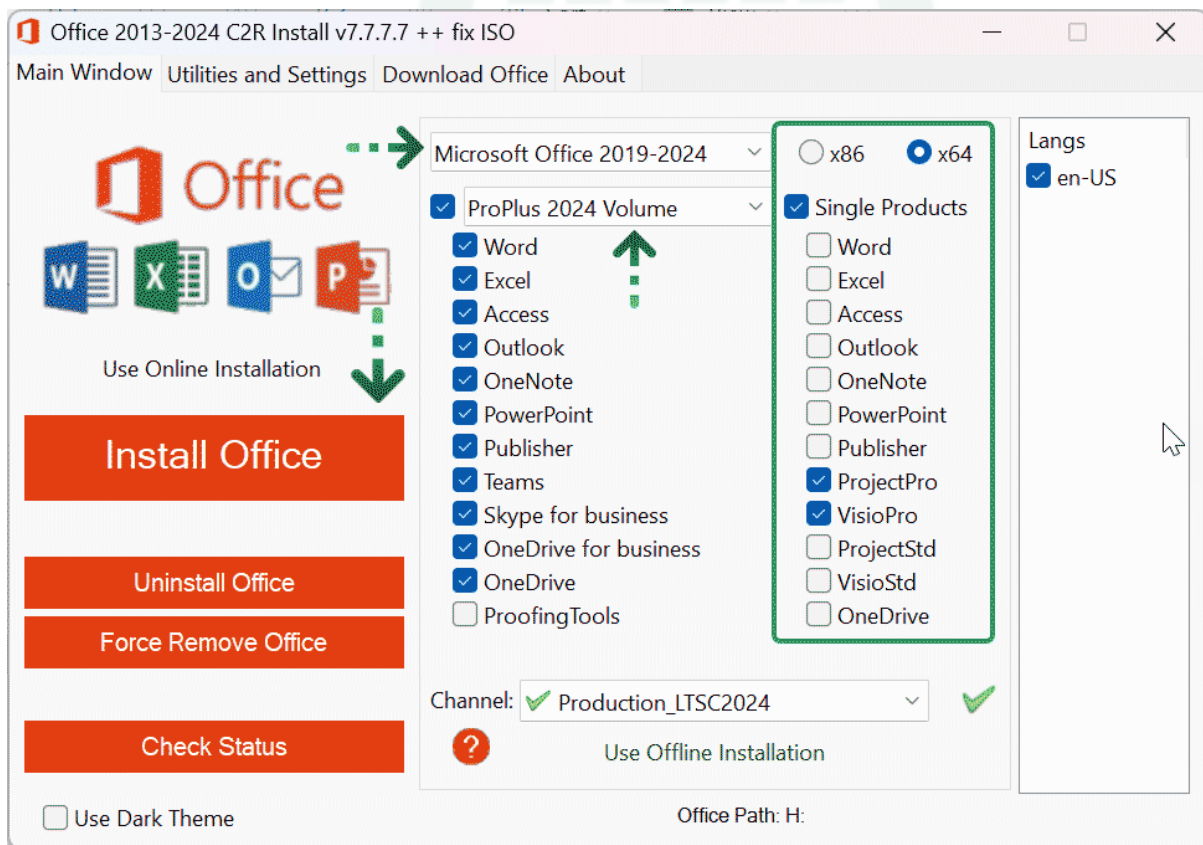 Office 2013-2024 C2R Install v7.7.7.7 ++ fix ISO
Main Window
Utilities and Settings
Download Office
About
Office
W
X
O
P
Use Online Installation
Install Office
Uninstall Office
Force Remove Office
Check Status
Use Dark Theme
Microsoft Office 2019-2024
ProPlus 2024 Volume
Word
Excel
Access
Outlook
OneNote
PowerPoint
Publisher
Teams
Skype for business
OneDrive for business
OneDrive
ProofingTools
x86
x64
Single Products
Word
Excel
Access
Outlook
OneNote
PowerPoint
Publisher
ProjectPro
VisioPro
ProjectStd
VisioStd
OneDrive
Channel:
Production_LTSC2024
?
Use Offline Installation
Office Path: H:
Langs
en-US